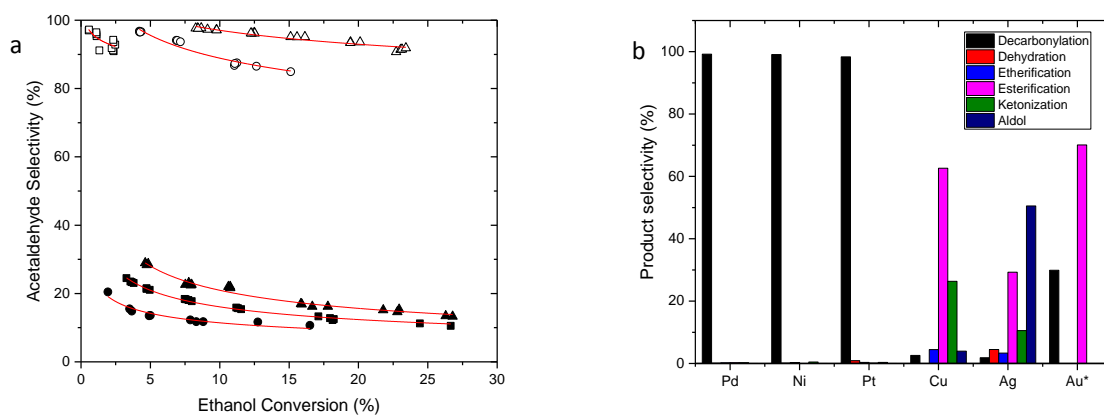 a
Acetaldehyde Selectivity (%)
100
80
60
40
20
0
0
5
10
15
20
25
30
Ethanol Conversion (%)
b
Product selectivity (%)
100
80
60
40
20
0
Decarbonylation
Dehydration
Etherification
Esterification
Ketonization
Aldol
Pd
Ni
Pt
Cu
Ag
Au*